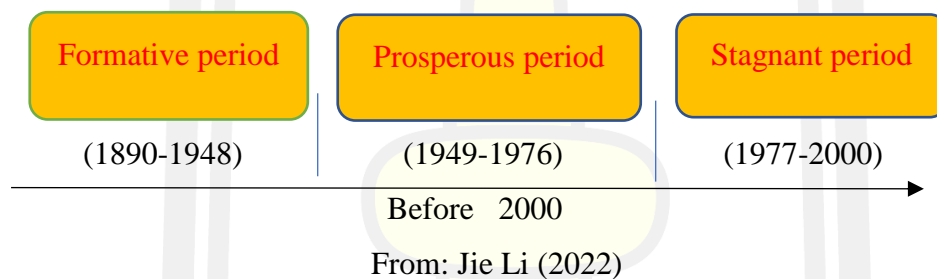 Formative period Prosperous period Stagnant period
(1890-1948) (1949-1976) (1977-2000)
Before 2000
From: Jie Li (2022)